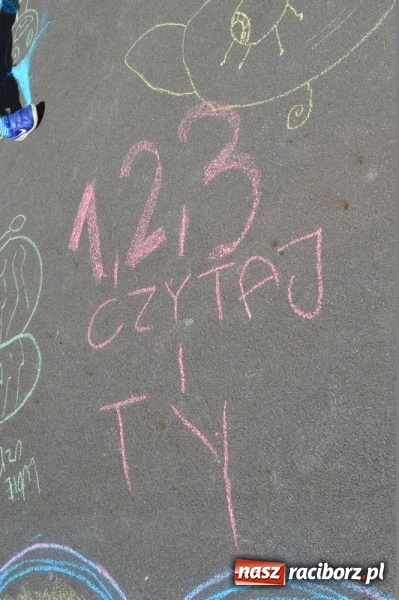 1,2,3
CZYTAJ
I
TY
nasz raciborz.pl